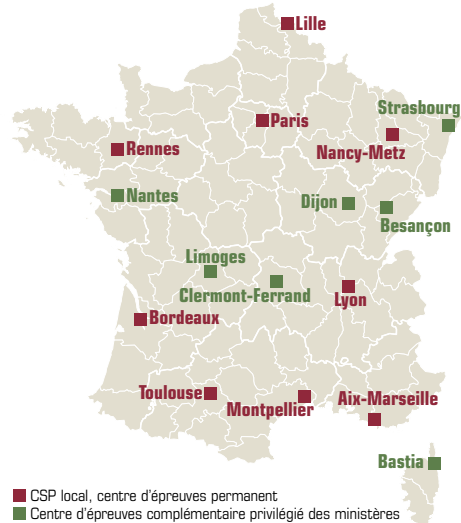 Lille
Strasbourg
Paris
Rennes
Nancy-Metz
Nantes
Dijon
Besançon
Limoges
Clermont-Ferrand
Lyon
Bordeaux
Toulouse
Montpellier
Aix-Marseille
Bastia
CSP local, centre d'épreuves permanent
Centre d'épreuves complémentaire privilégié des ministères